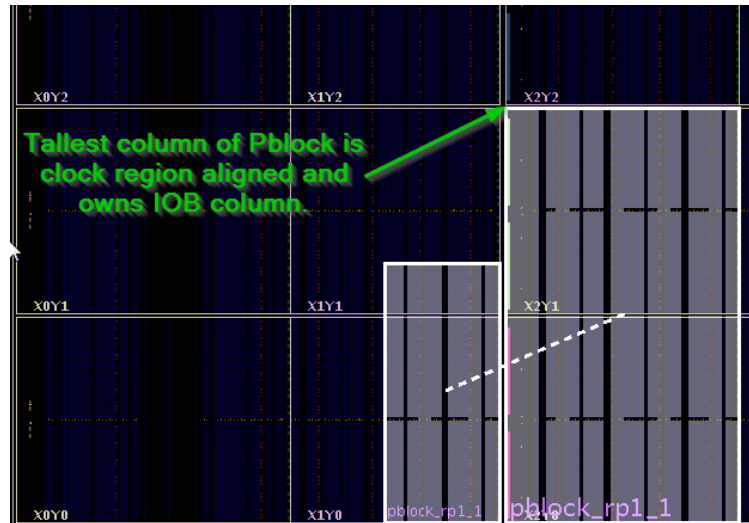 X0Y2
X1Y2
X2Y2
Tallest column of Pblock is
clock region aligned and
owns IOB column.
X0Y1
X1Y1
X2Y1
X0Y0
X1Y0
pblock_rp1_1
pblock_rp1_1
X2Y0